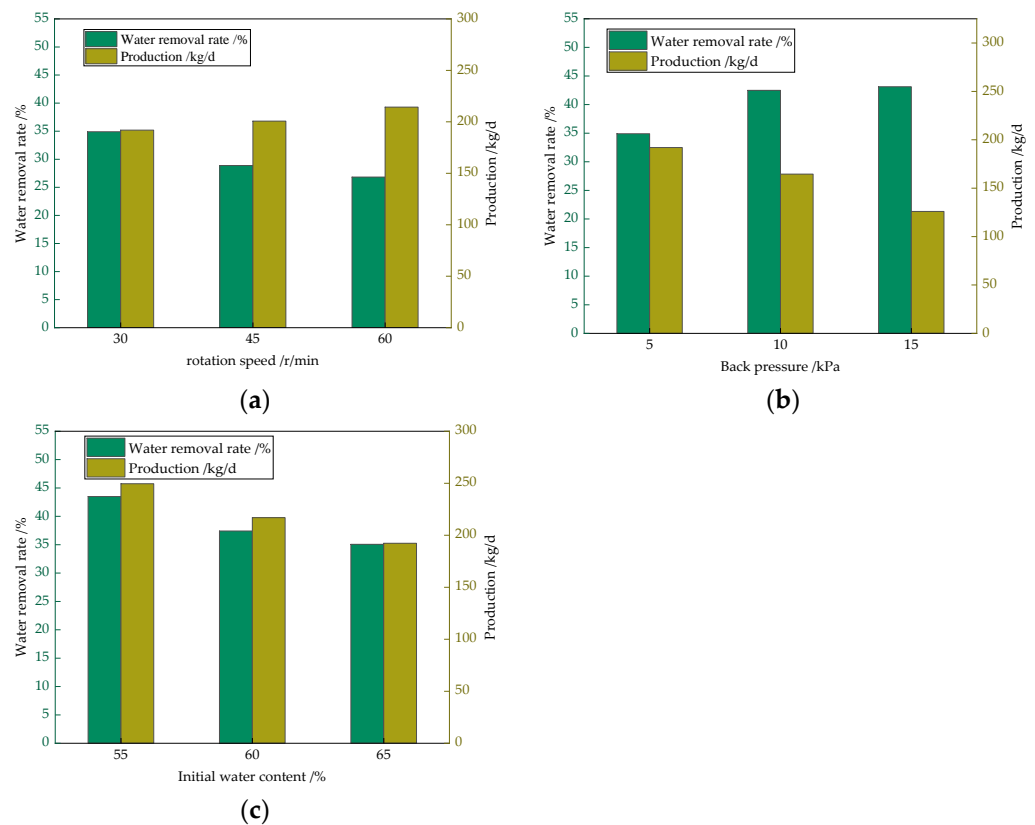 Water removal rate /%
Production /kg/d
55
50
45
40
35
30
25
20
15
10
5
0
Water removal rate /%
300
250
200
150
100
50
0
Production /kg/d
30 45 60
rotation speed /r/min
(a)
Water removal rate /%
Production /kg/d
55
50
45
40
35
30
25
20
15
10
5
0
Water removal rate /%
300
250
200
150
100
50
0
Production /kg/d
5 10 15
Back pressure /kPa
(b)
Water removal rate /%
Production /kg/d
55
50
45
40
35
30
25
20
15
10
5
0
Water removal rate /%
300
250
200
150
100
50
0
Production /kg/d
55 60 65
Initial water content /%
(c)